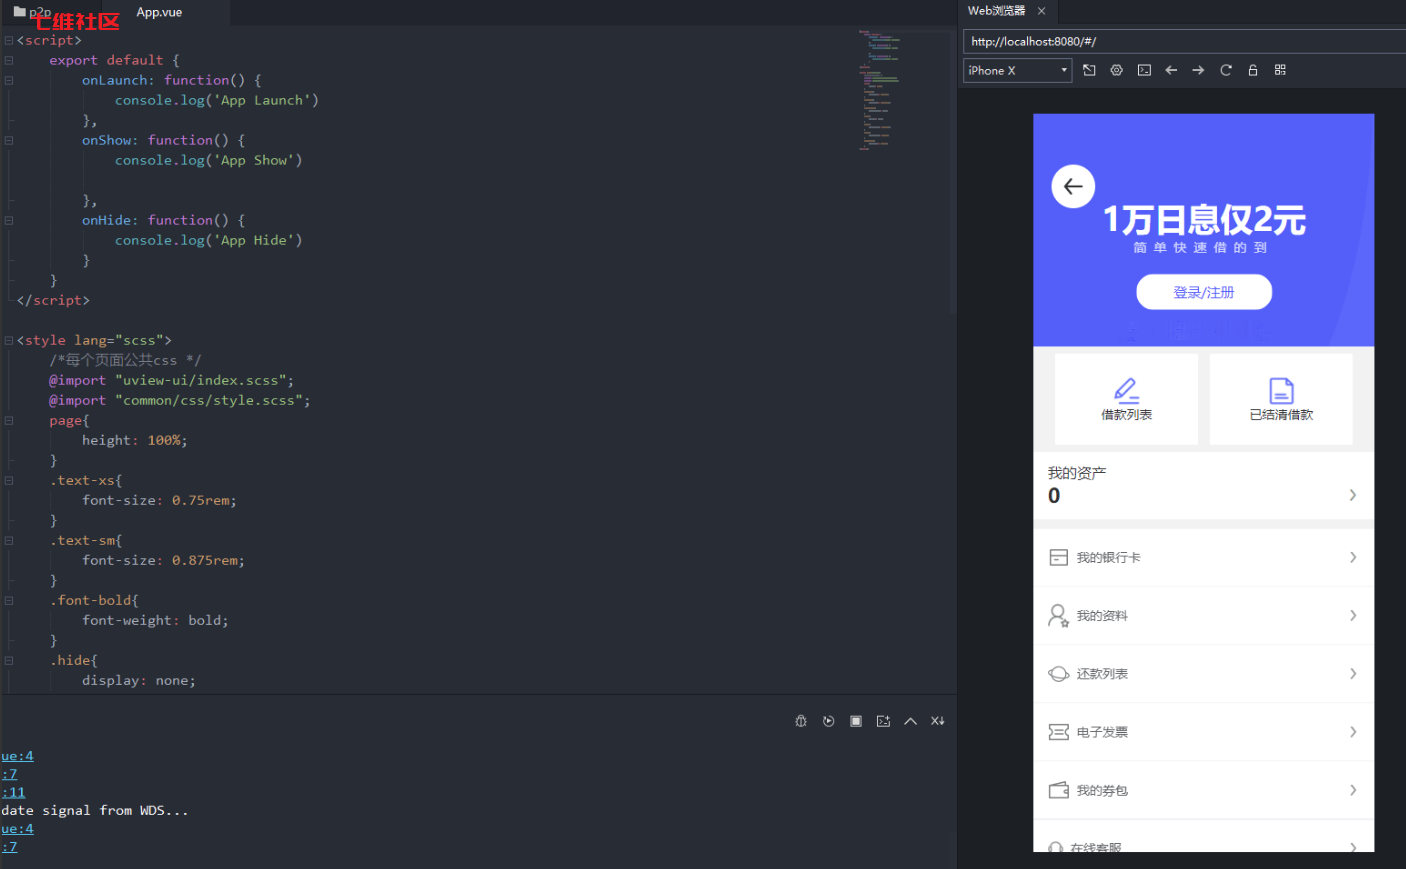 p2p
七维社区
App.vue
<script>
export default {
onLaunch: function() {
console.log('App Launch')
},
onShow: function() {
console.log('App Show')
},
onHide: function() {
console.log('App Hide')
}
}
</script>
<style lang="scss">
/*每个页面公共css */
@import "uview-ui/index.scss";
@import "common/css/style.scss";
page{
height: 100%;
}
.text-xs{
font-size: 0.75rem;
}
.text-sm{
font-size: 0.875rem;
}
.font-bold{
font-weight: bold;
}
.hide{
display: none;
ue:4
:7
:11
date signal from WDS...
ue:4
:7
Web浏览器
http://localhost:8080/#/
iPhone X
1万日息仅2元
简单快速借的到
登录/注册
借款列表
已结清借款
我的资产
0
我的银行卡
我的资料
还款列表
电子发票
我的券包
在线客服